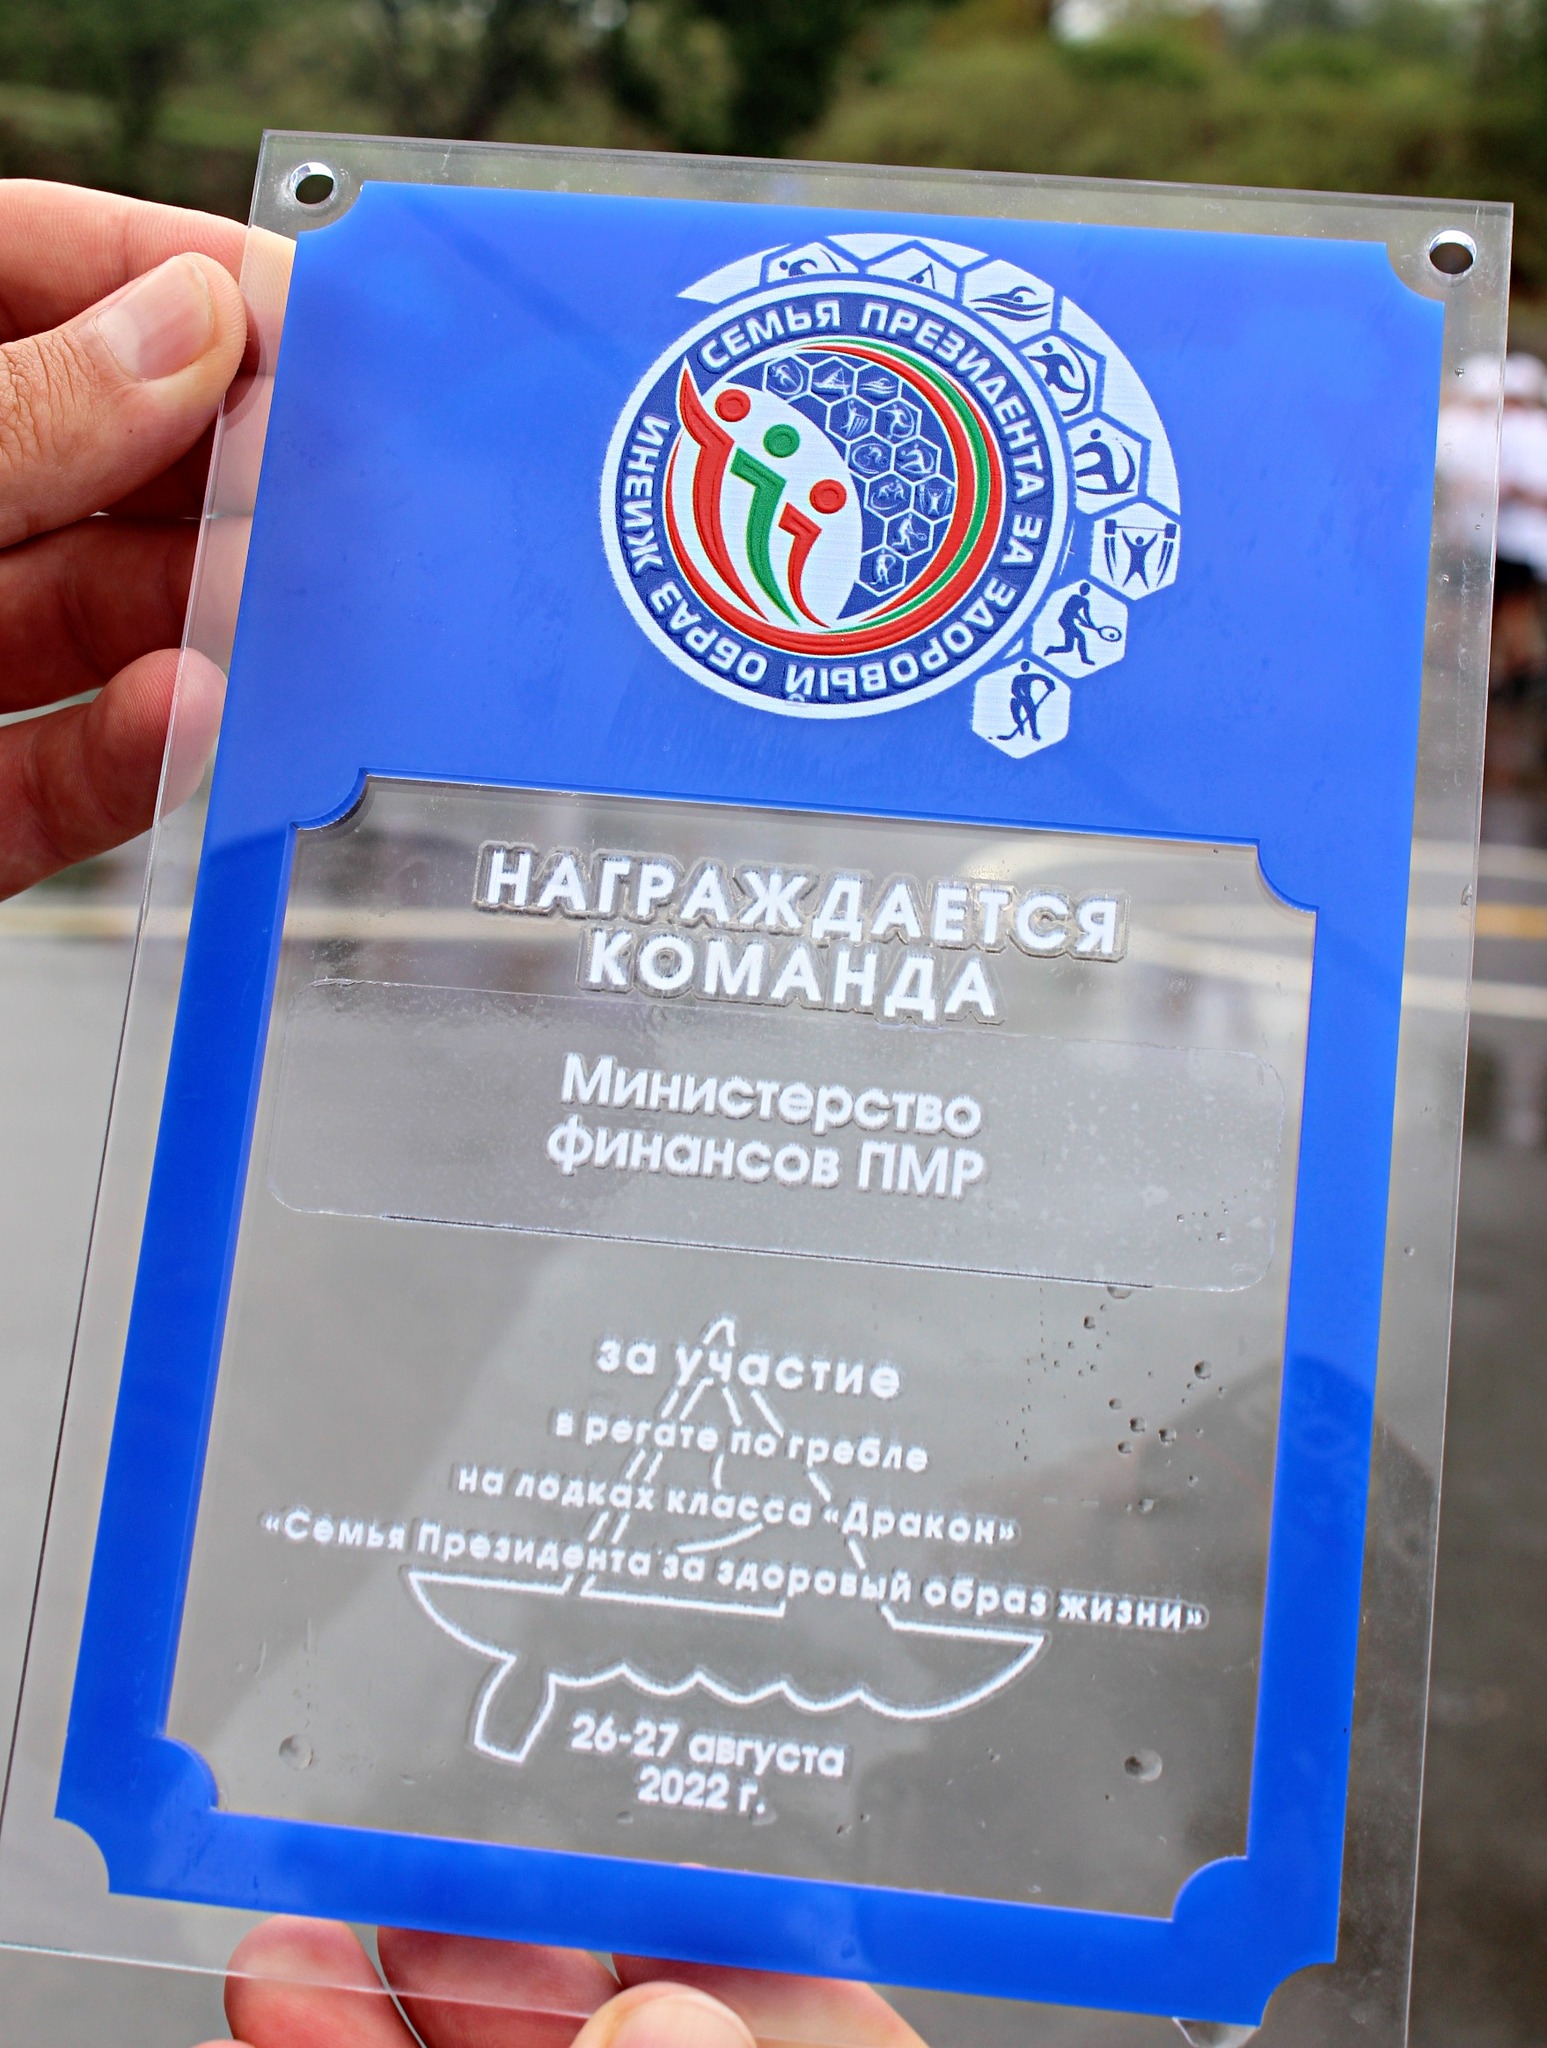 СЕМЬЯ ПРЕЗИДЕНТА ЗА ЗДОРОВЫЙ ОБРАЗ ЖИЗНИ
НАГРАЖДАЕТСЯ
КОМАНДА
Министерство
финансов ПМР
за участие
в регате по гребле
на лодках класса «Дракон»
«Семья Президента за здоровый образ жизни»
26-27 августа
2022 г.